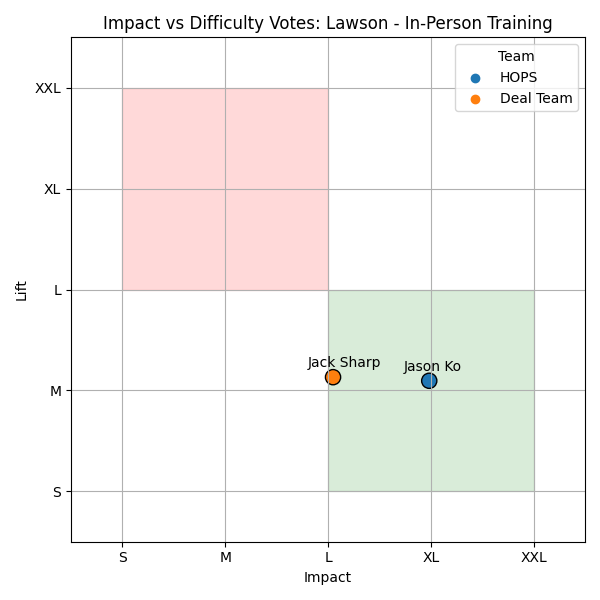 Impact vs Difficulty Votes: Lawson - In-Person Training
Team
HOPS
Deal Team
XXL
XL
L
M
S
Lift
Jack Sharp
Jason Ko
S
M
L
XL
XXL
Impact